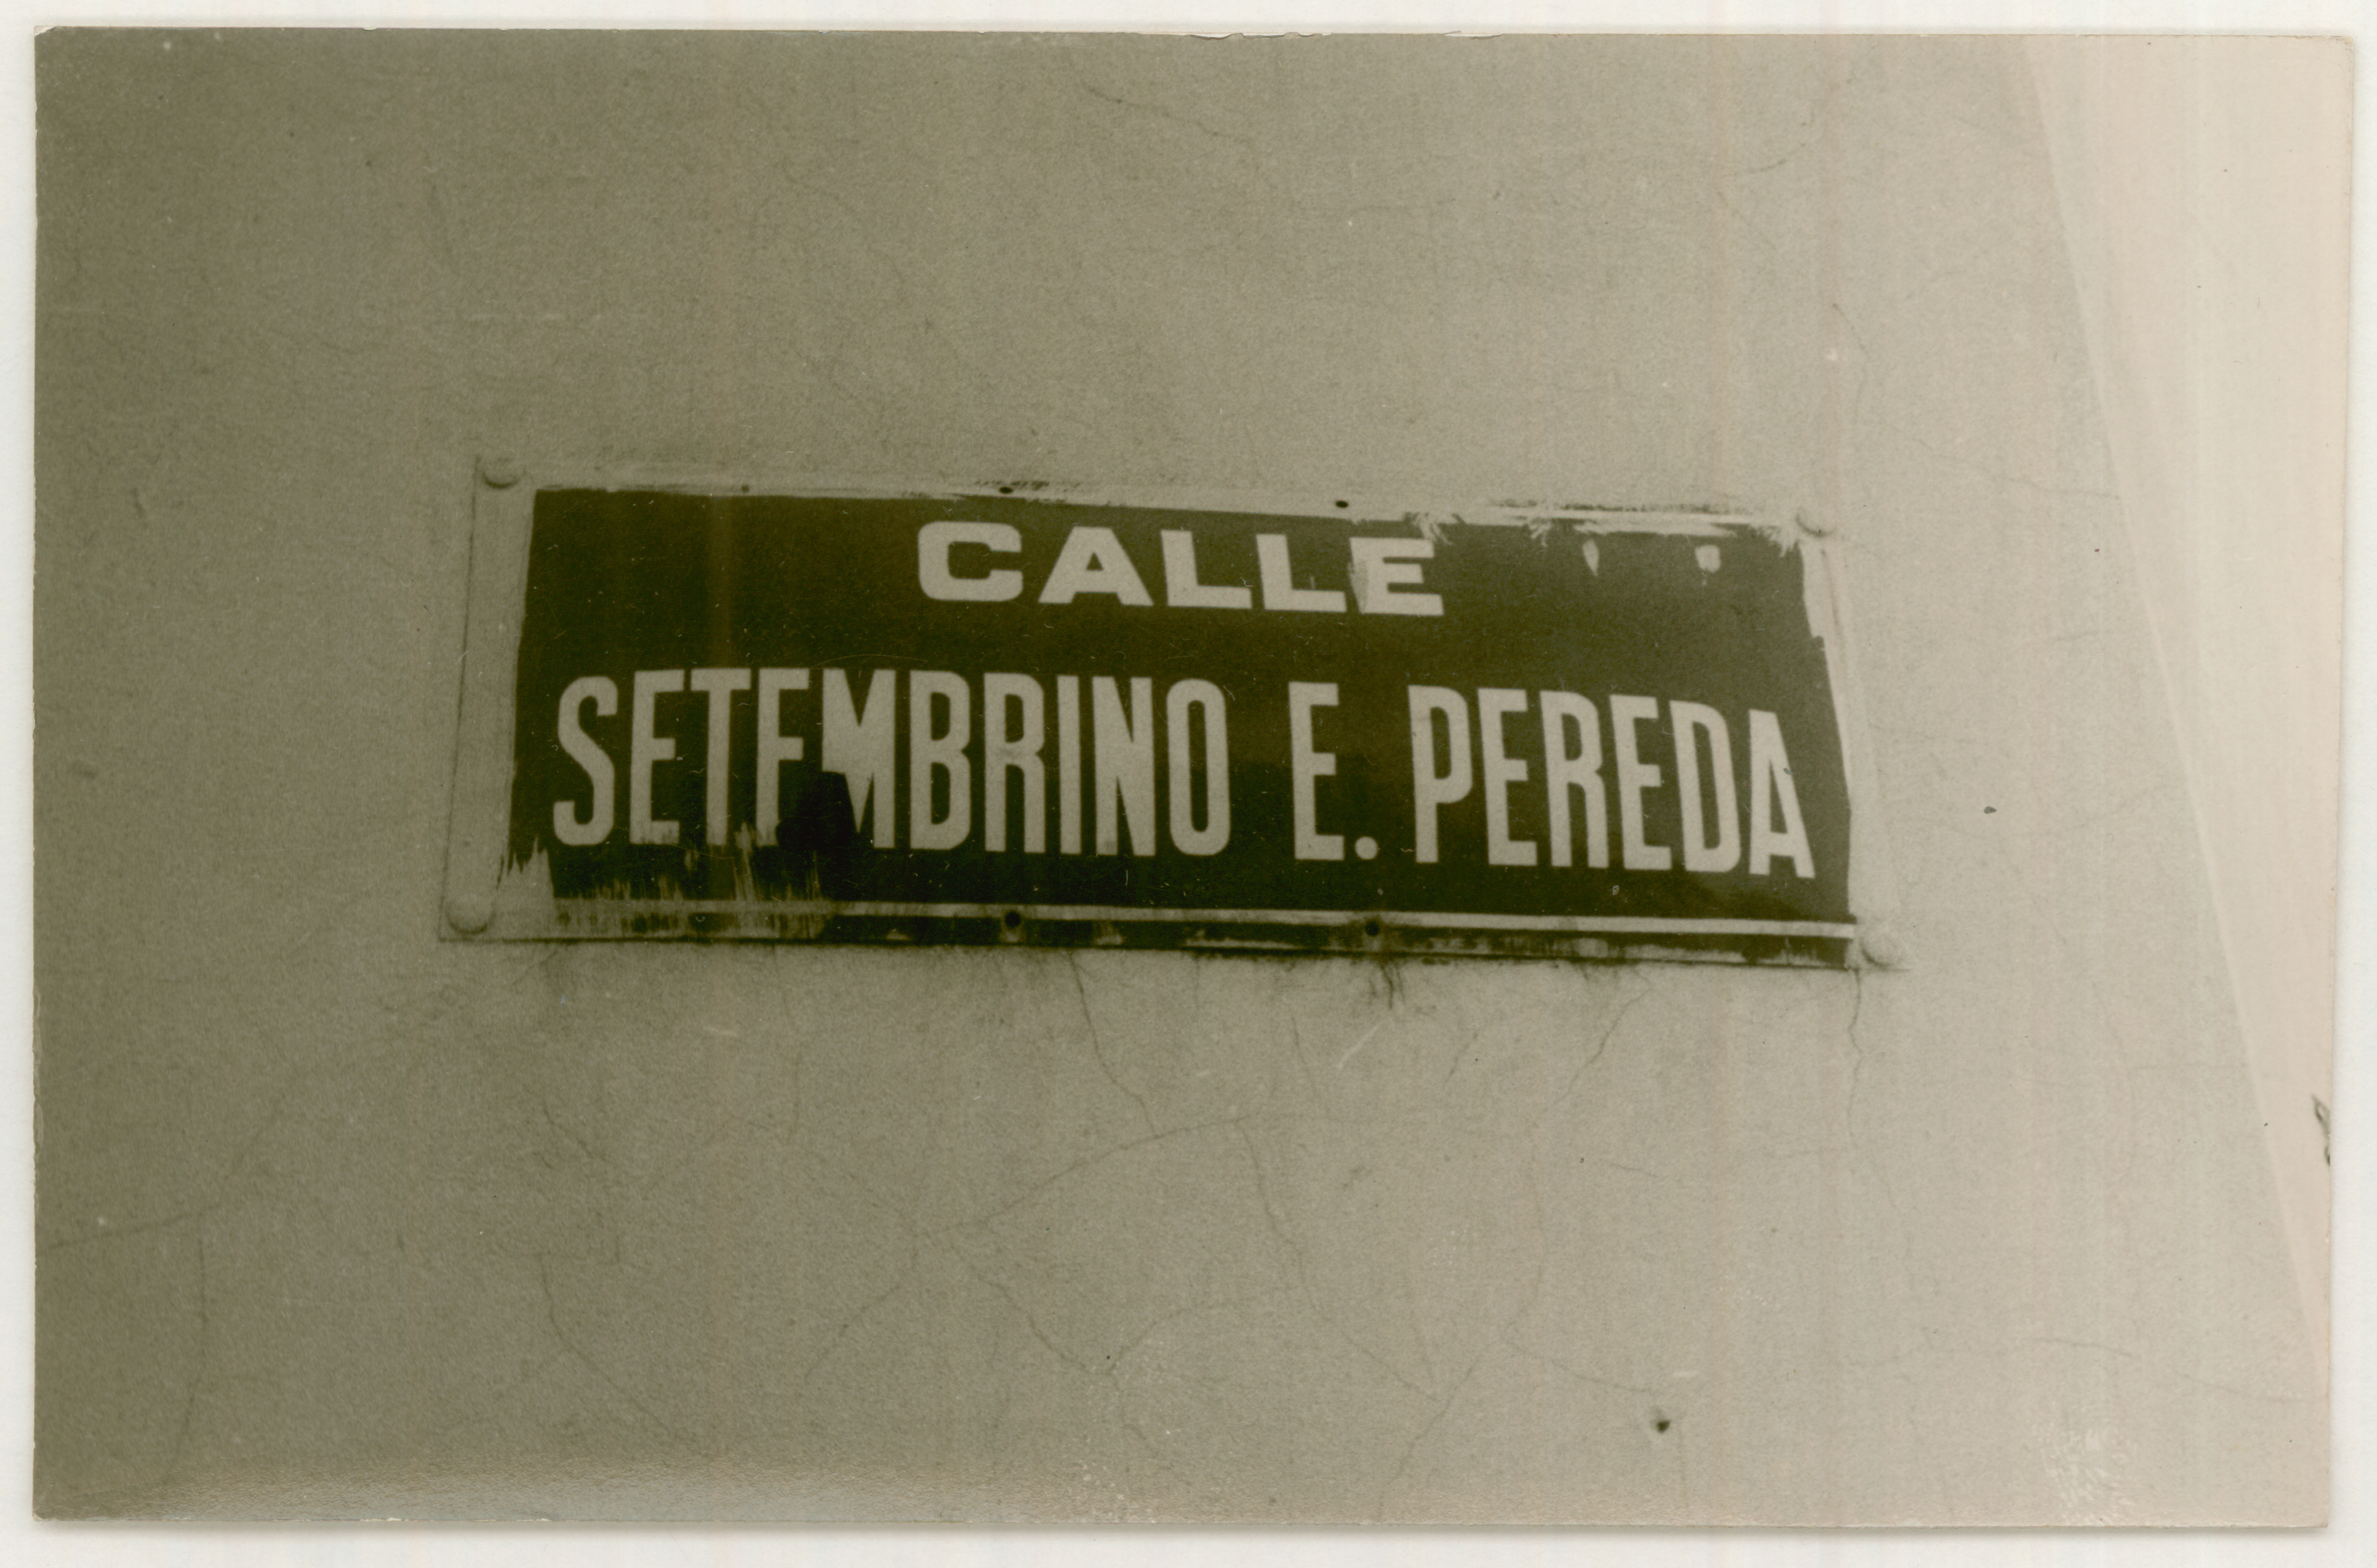 CALLE
SETEMBRINO E. PEREDA